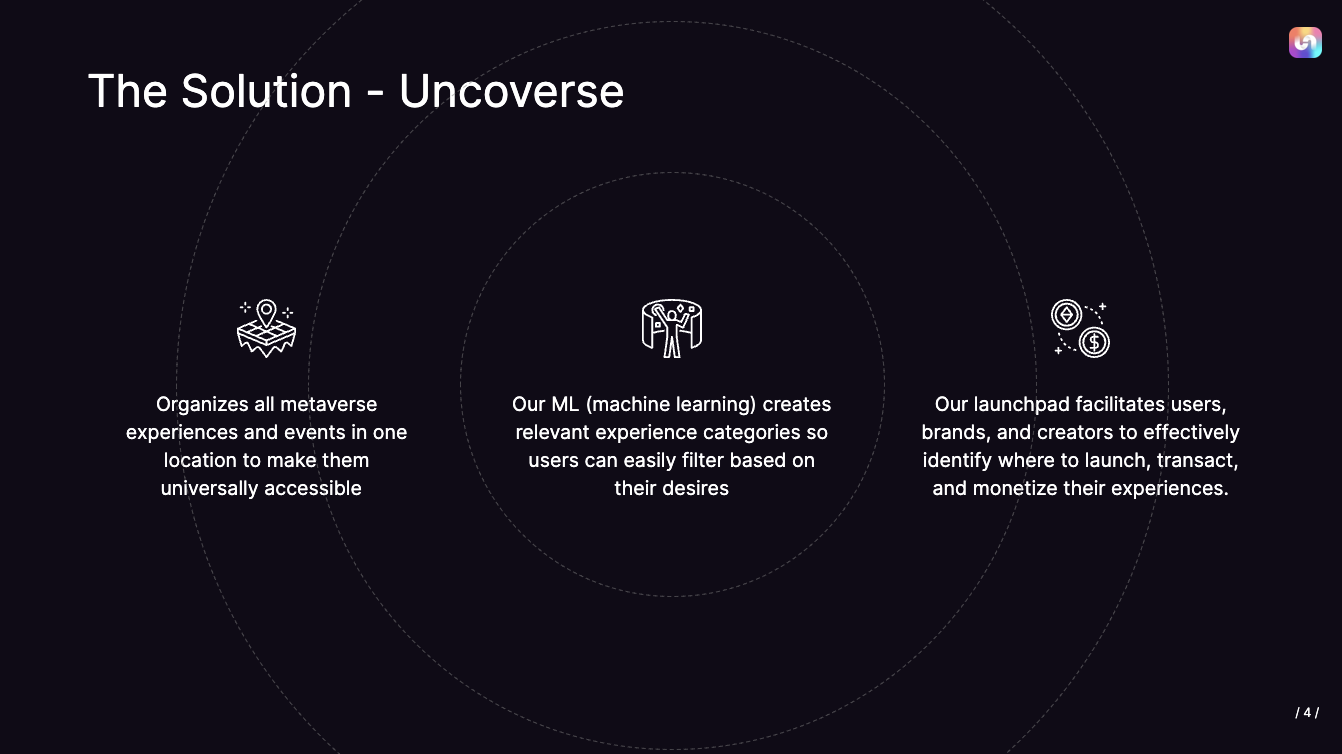 The Solution - Uncoverse
Organizes all metaverse
experiences and events in one
location to make them
universally accessible
Our ML (machine learning) creates
relevant experience categories so
users can easily filter based on
their desires
Our launchpad facilitates users,
brands, and creators to effectively
identify where to launch, transact,
and monetize their experiences.
/ 4 /